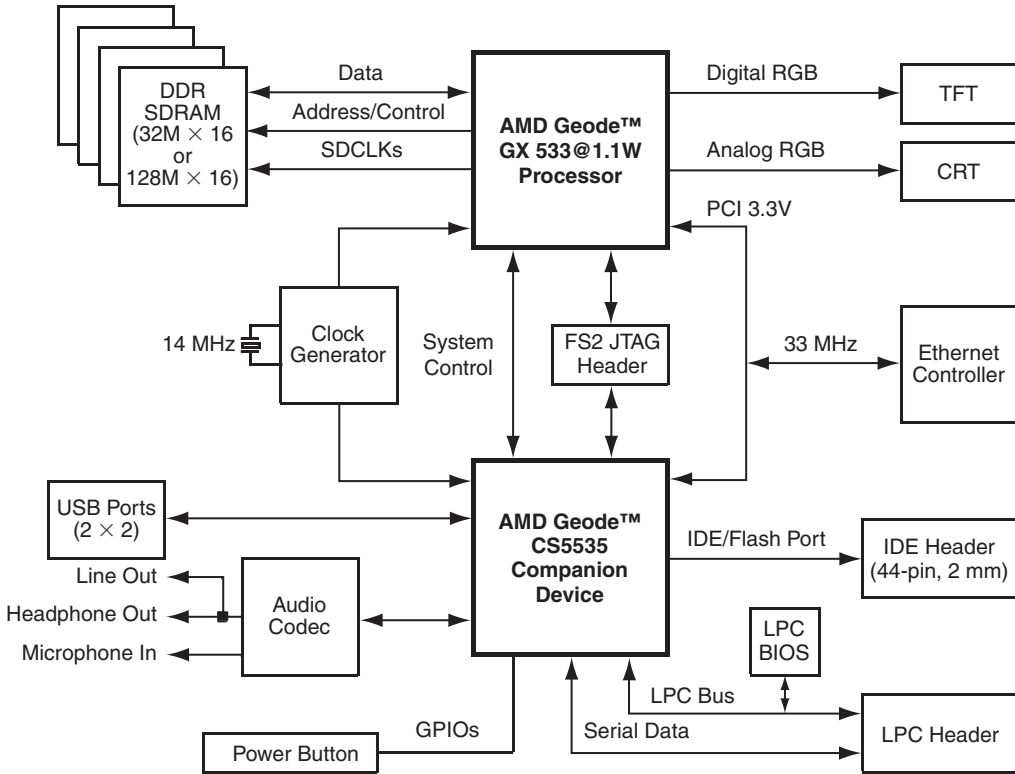 DDR
SDRAM
(32M × 16
or
128M × 16)
Data
Address/Control
SDCLKs
AMD Geode™
GX 533@1.1W
Processor
Digital RGB
TFT
Analog RGB
CRT
PCI 3.3V
14 MHz
Clock
Generator
System
Control
FS2 JTAG
Header
33 MHz
Ethernet
Controller
USB Ports
(2 × 2)
AMD Geode™
CS5535
Companion
Device
IDE/Flash Port
IDE Header
(44-pin, 2 mm)
Line Out
Headphone Out
Microphone In
Audio
Codec
LPC
BIOS
LPC Bus
Serial Data
LPC Header
GPIOs
Power Button